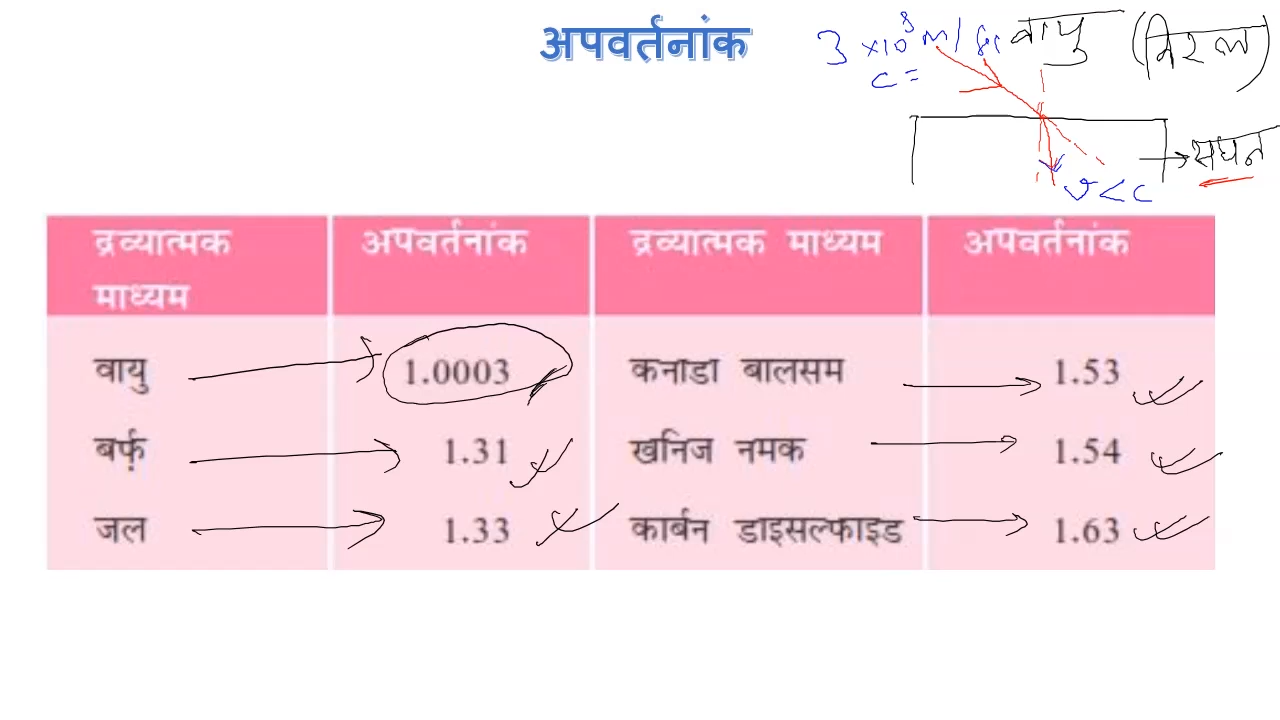 अपवर्तनांक
3 ×10⁸ m/ sec वायु (विरल)
c =
सघन
v < c
द्रव्यात्मक माध्यम अपवर्तनांक द्रव्यात्मक माध्यम अपवर्तनांक
वायु 1.0003 कनाडा बालसम 1.53
बर्फ़ 1.31 खनिज नमक 1.54
जल 1.33 कार्बन डाइसल्फाइड 1.63